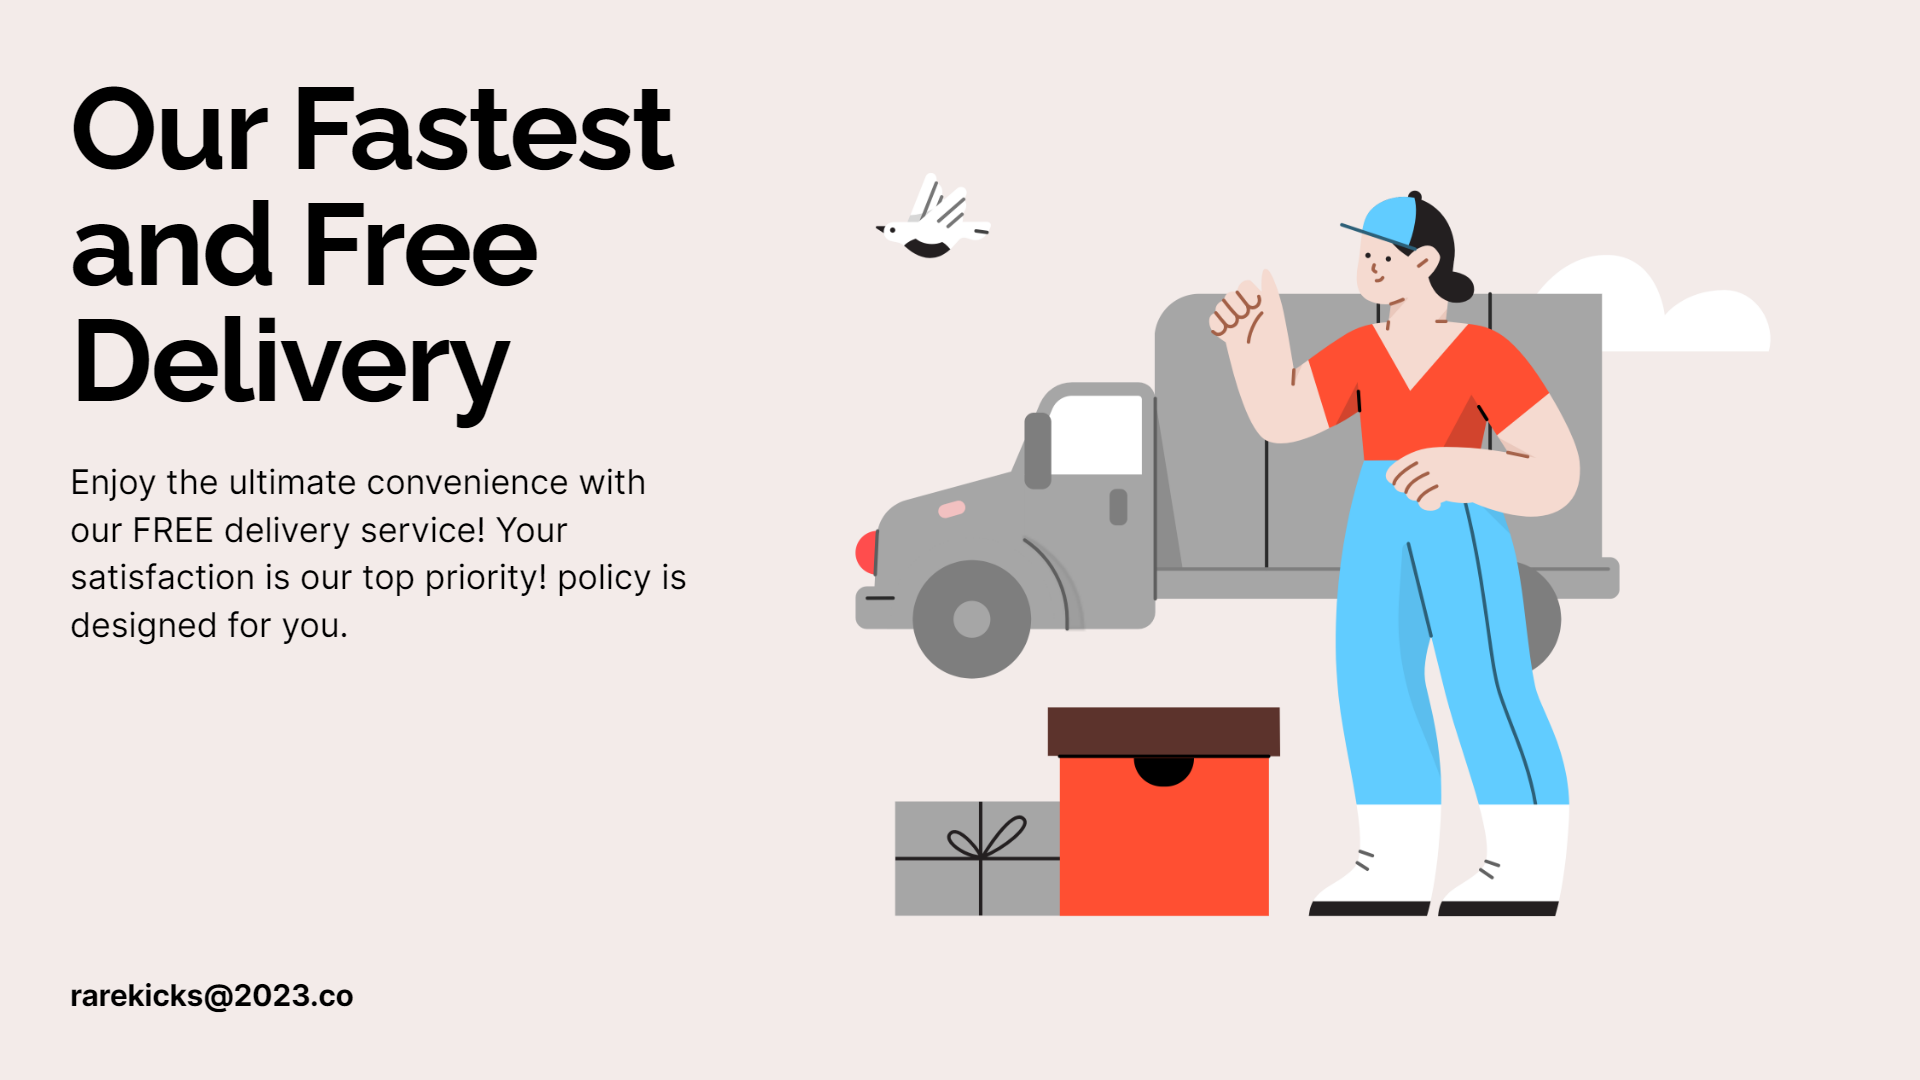 Our Fastest
and Free
Delivery
Enjoy the ultimate convenience with
our FREE delivery service! Your
satisfaction is our top priority! policy is
designed for you.
rarekicks@2023.co